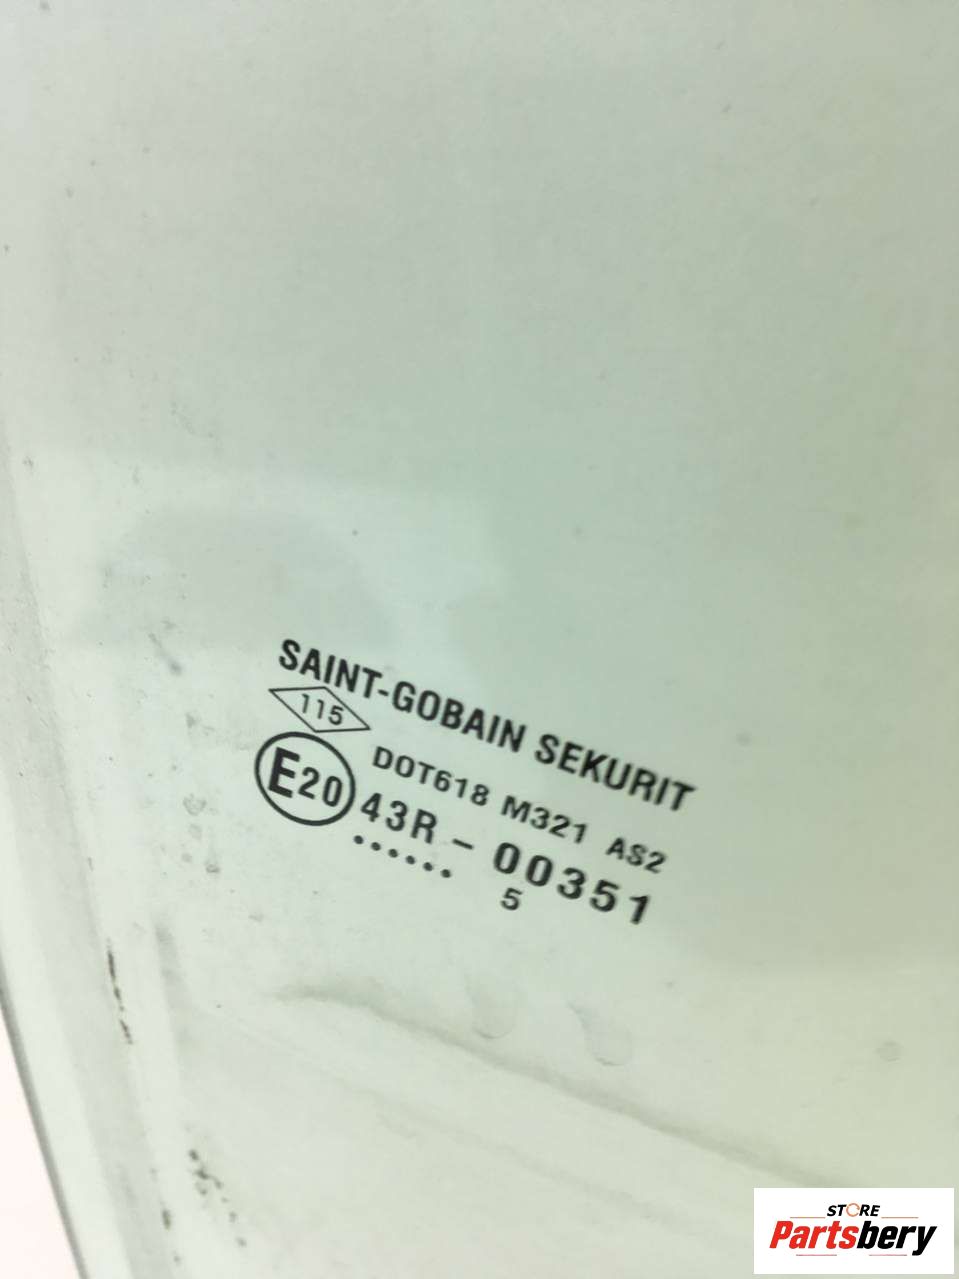 SAINT-GOBAIN SEKURIT
115
DOT618 M321 AS2
E20 43R - 00351
...... 5
STORE
Partsbery